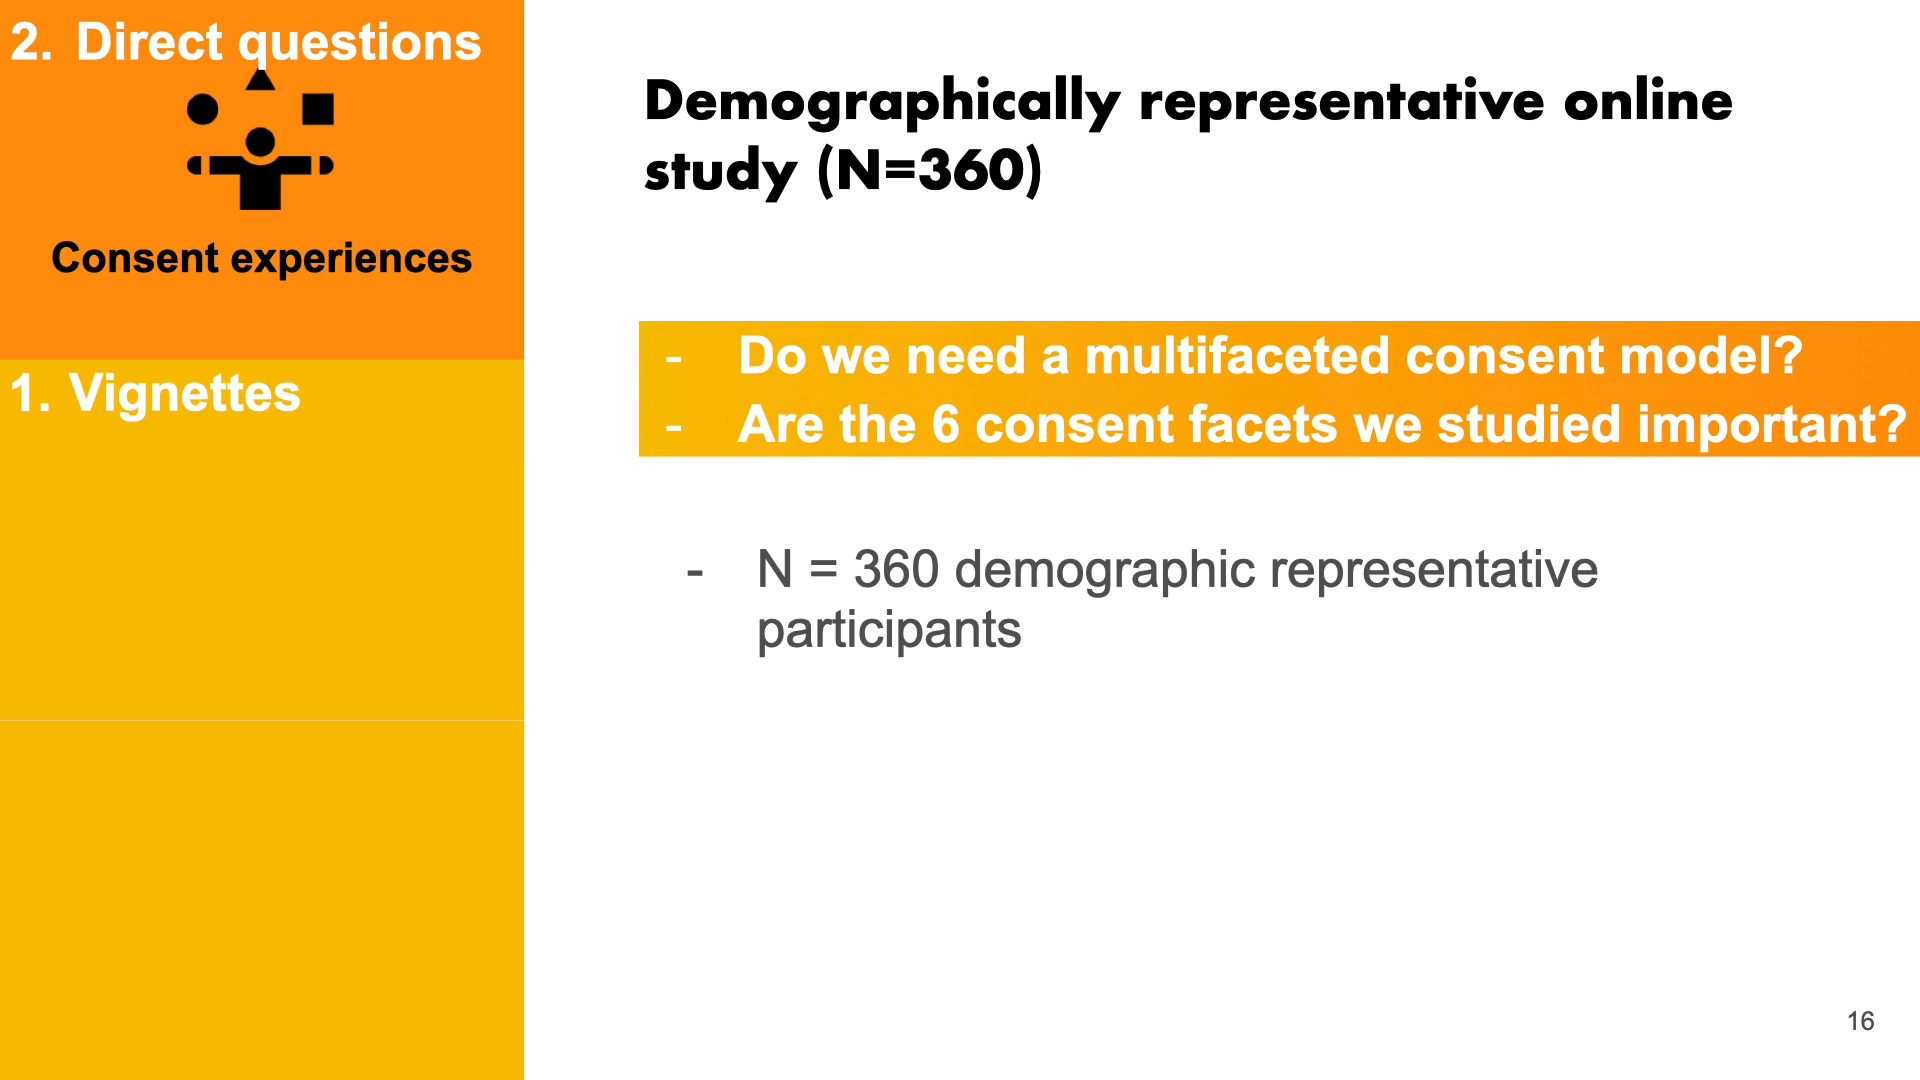 2. Direct questions
Consent experiences
1. Vignettes
Demographically representative online
study (N=360)
- Do we need a multifaceted consent model?
- Are the 6 consent facets we studied important?
- N = 360 demographic representative
participants
16